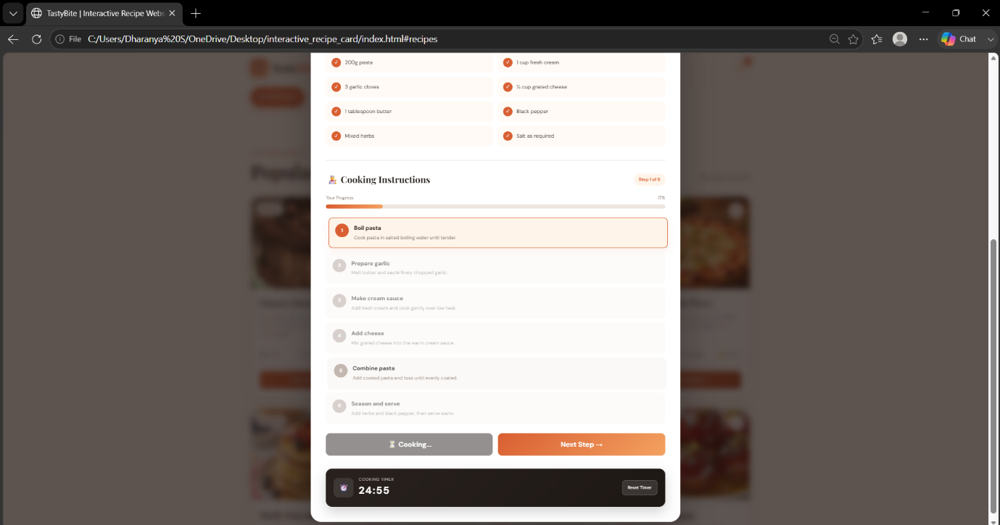 TastyBite | Interactive Recipe Webs
File C:/Users/Dharanya%20S/OneDrive/Desktop/interactive_recipe_card/index.html#recipes
Chat
200g pasta
1 cup fresh cream
3 garlic cloves
½ cup grated cheese
1 tablespoon butter
Black pepper
Mixed herbs
Salt as required
Cooking Instructions
Step 1 of 6
Your Progress
17%
1
Boil pasta
Cook pasta in salted boiling water until tender.
2
Prepare garlic
Melt butter and sauté finely chopped garlic.
3
Make cream sauce
Add fresh cream and cook gently over low heat.
4
Add cheese
Mix grated cheese into the warm cream sauce.
5
Combine pasta
Add cooked pasta and toss until evenly coated.
6
Season and serve
Add herbs and black pepper, then serve warm.
⏳ Cooking...
Next Step →
COOKING TIMER
24:55
Reset Timer